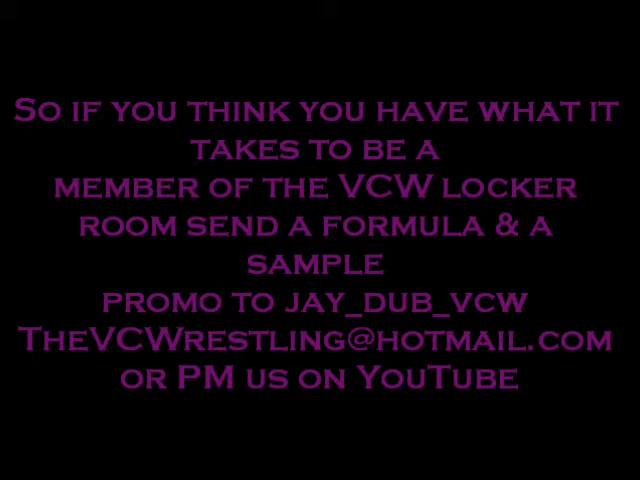 So if you think you have what it
takes to be a
member of the VCW locker
room send a formula & a
sample
promo to jay_dub_vcw
TheVCWrestling@hotmail.com
or PM us on YouTube